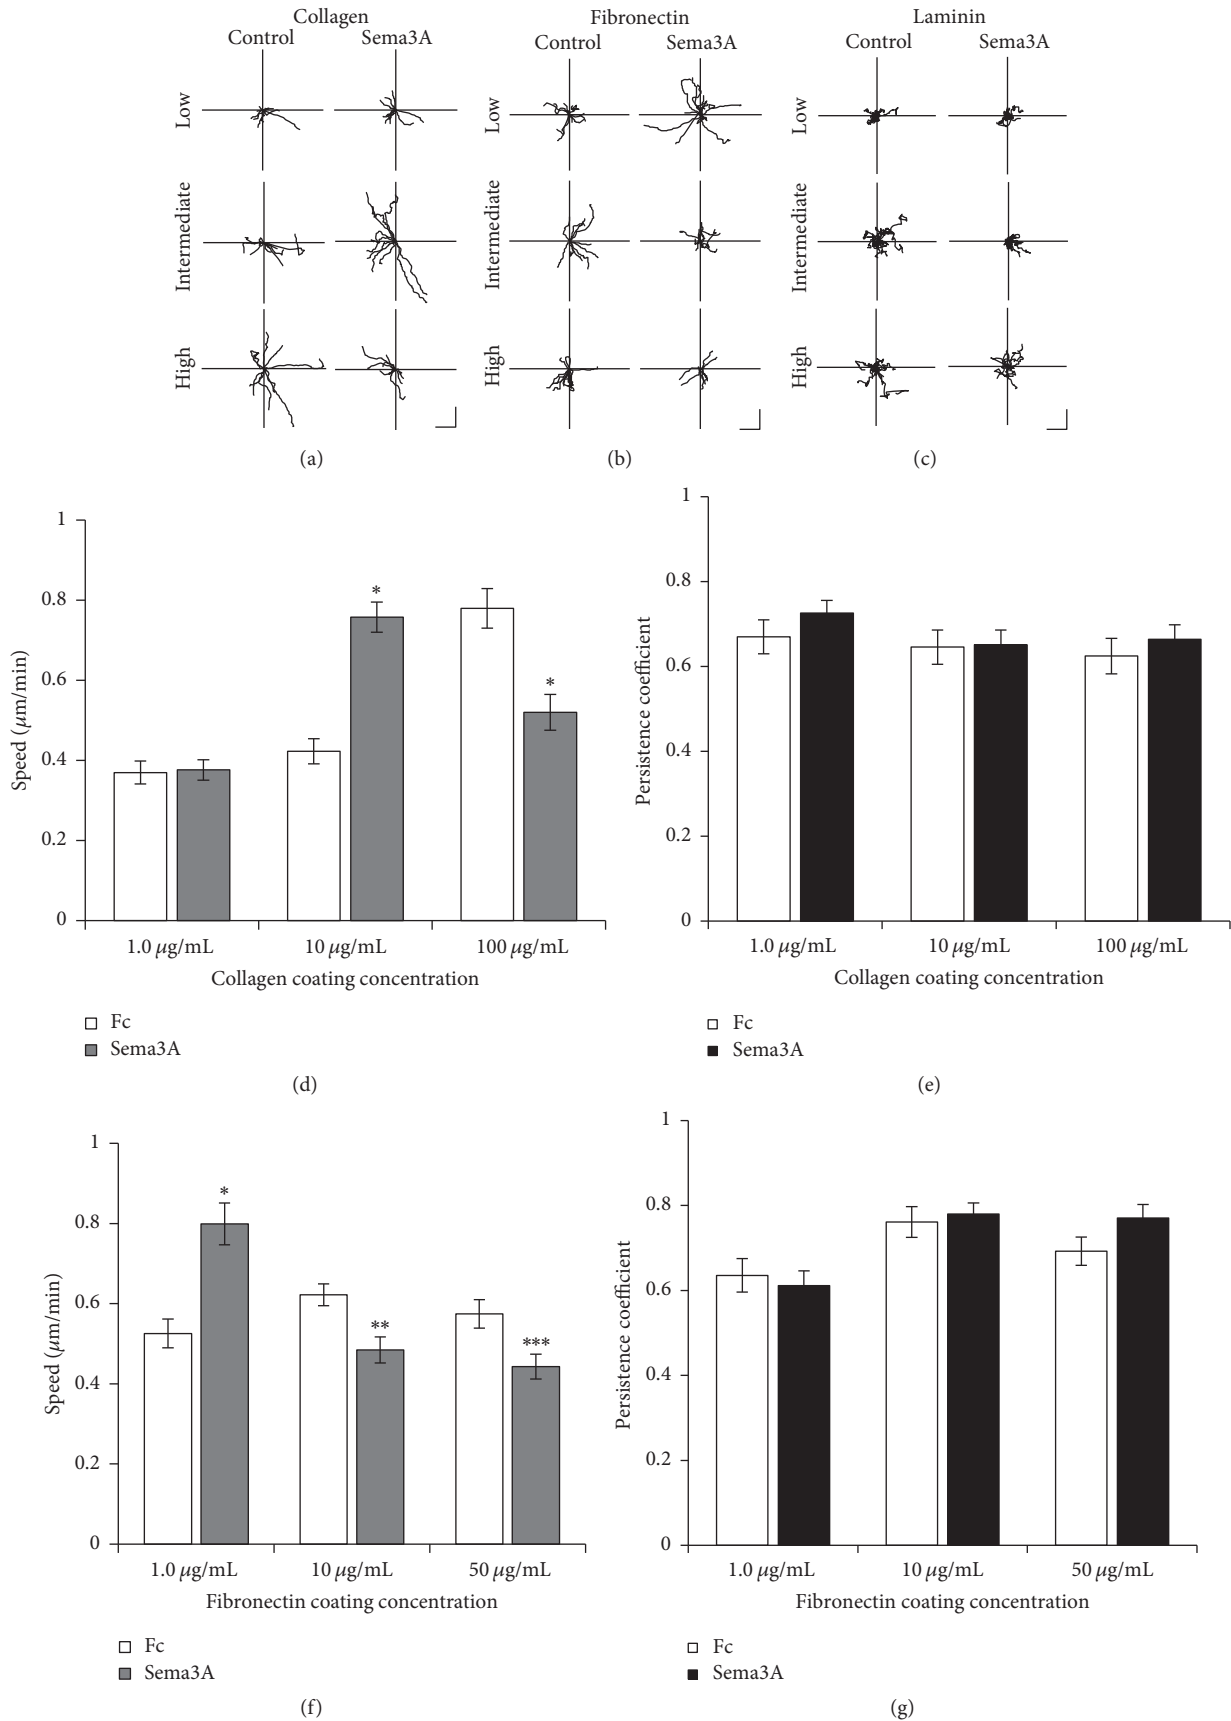 Collagen
Control
Sema3A
Low
Intermediate
High
(a)
Fibronectin
Control
Sema3A
Low
Intermediate
High
(b)
Laminin
Control
Sema3A
Low
Intermediate
High
(c)
Speed (μm/min)
1
0.8
0.6
0.4
0.2
0
*
*
1.0 μg/mL
10 μg/mL
100 μg/mL
Collagen coating concentration
Fc
Sema3A
(d)
Persistence coefficient
1
0.8
0.6
0.4
0.2
0
1.0 μg/mL
10 μg/mL
100 μg/mL
Collagen coating concentration
Fc
Sema3A
(e)
Speed (μm/min)
1
0.8
0.6
0.4
0.2
0
*
**
***
1.0 μg/mL
10 μg/mL
50 μg/mL
Fibronectin coating concentration
Fc
Sema3A
(f)
Persistence coefficient
1
0.8
0.6
0.4
0.2
0
1.0 μg/mL
10 μg/mL
50 μg/mL
Fibronectin coating concentration
Fc
Sema3A
(g)